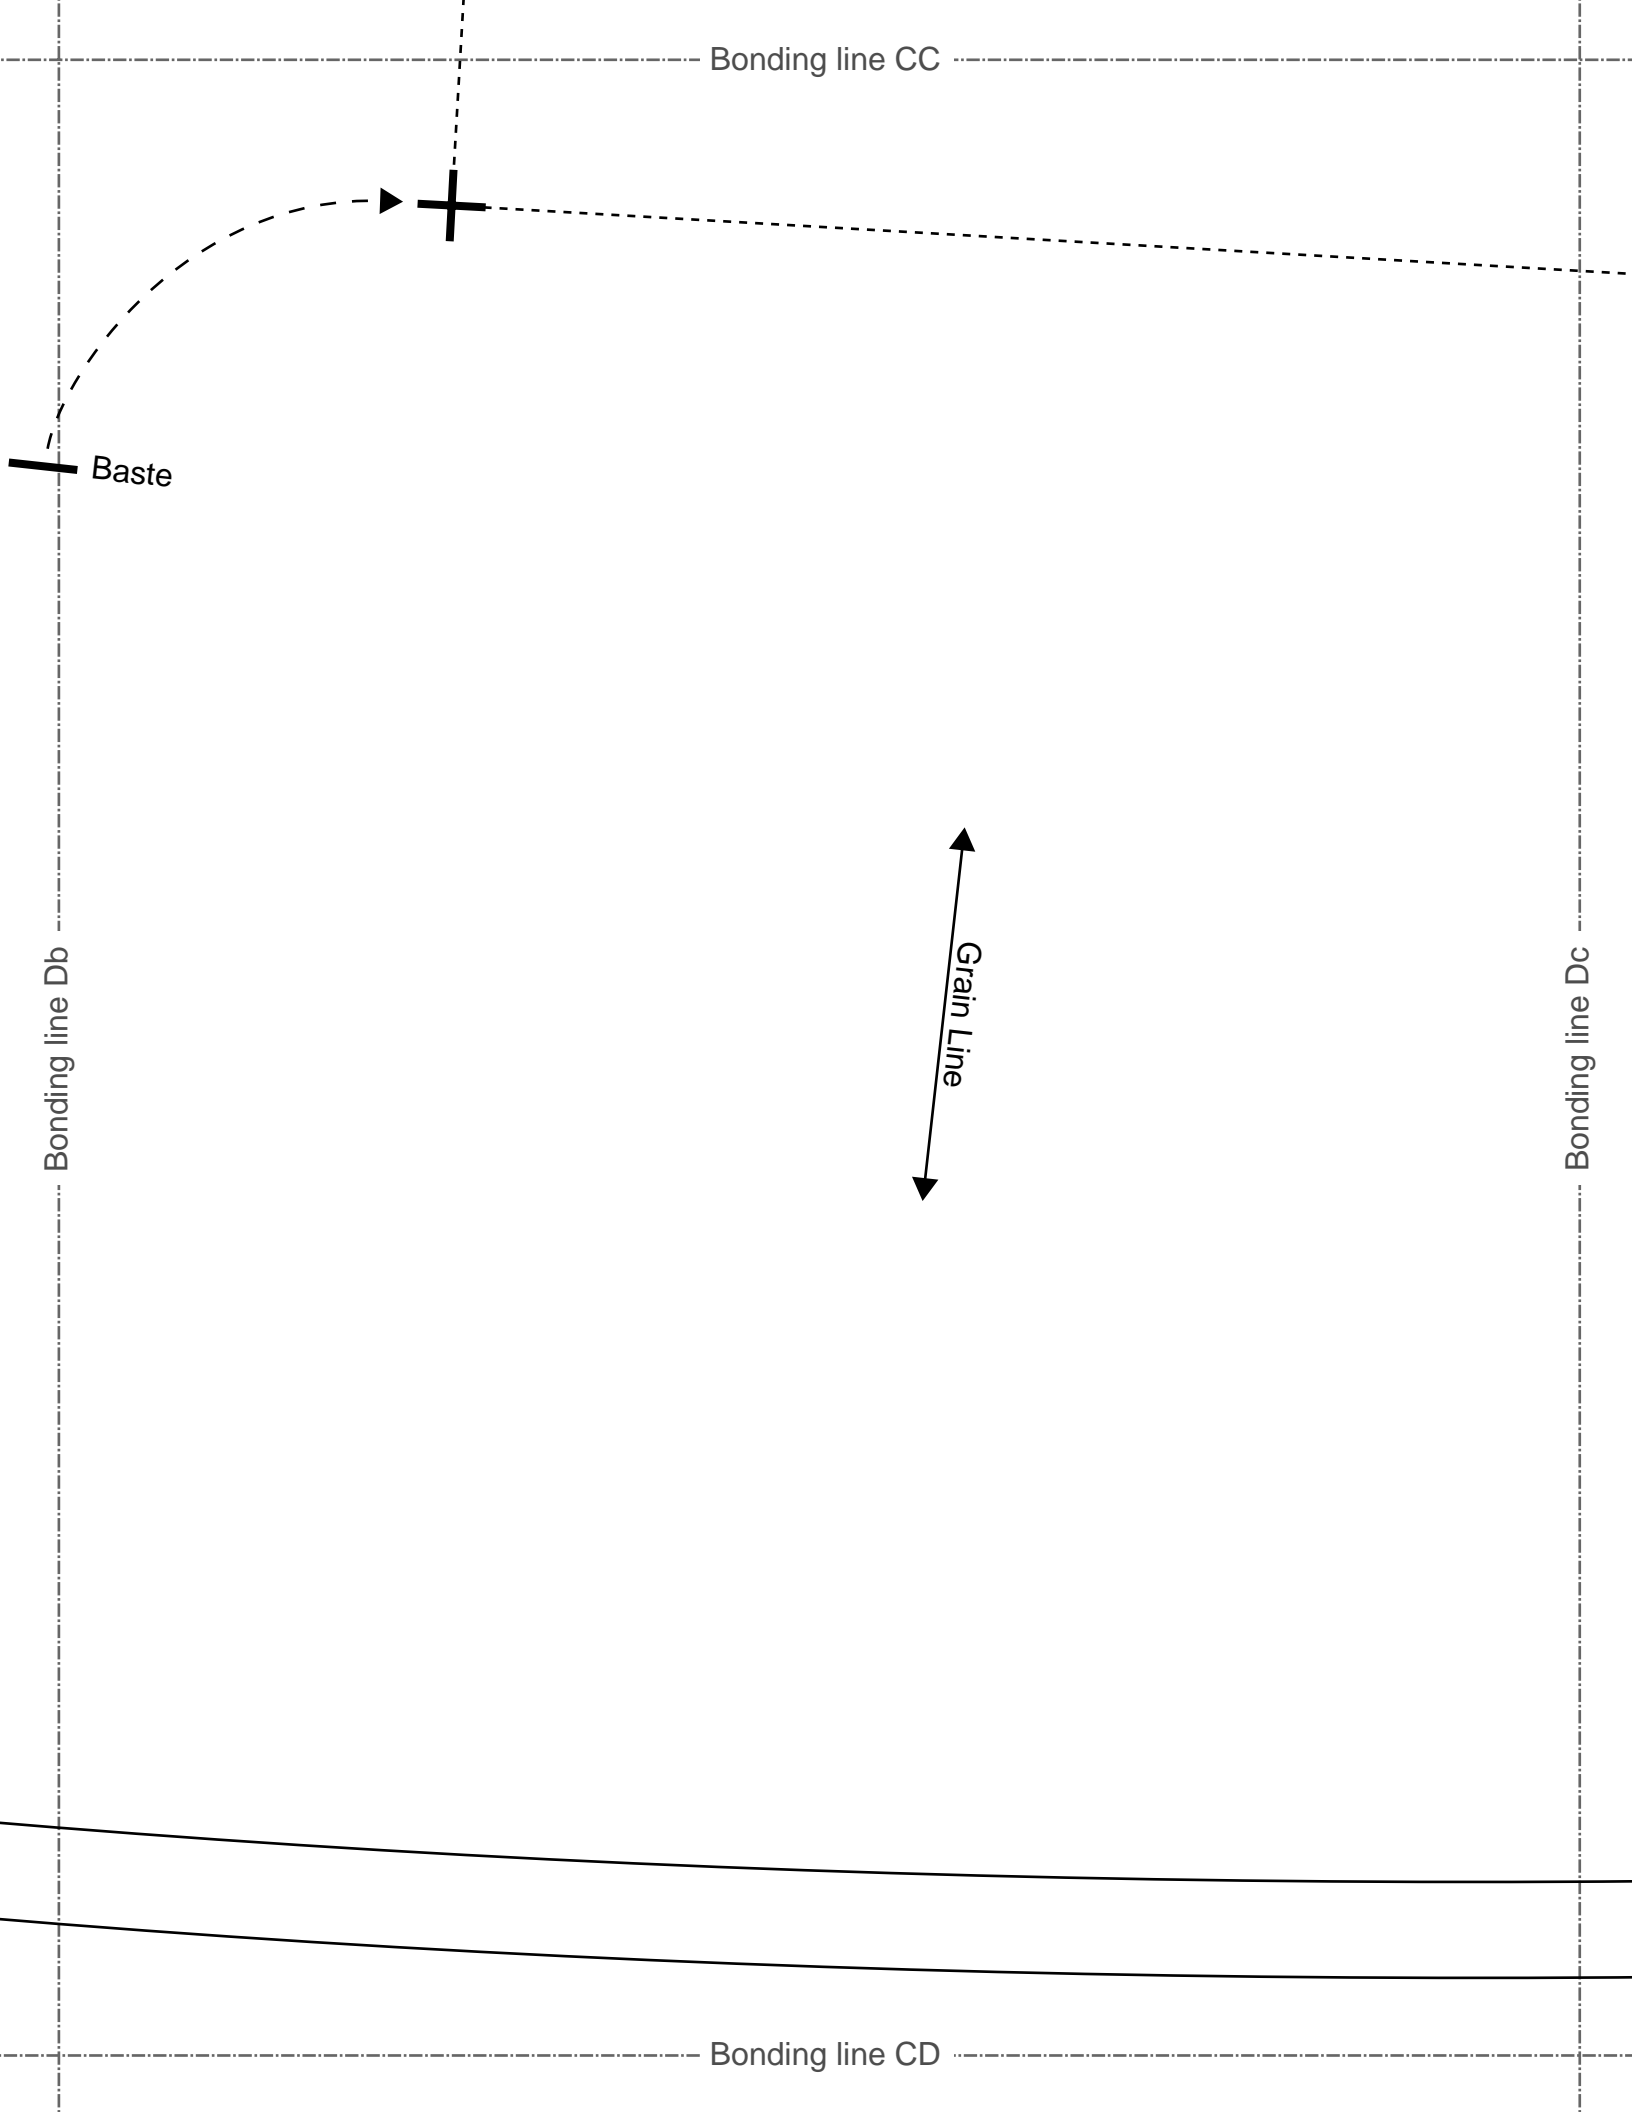 Bonding line CC
Baste
Bonding line Db
Grain Line
Bonding line Dc
Bonding line CD